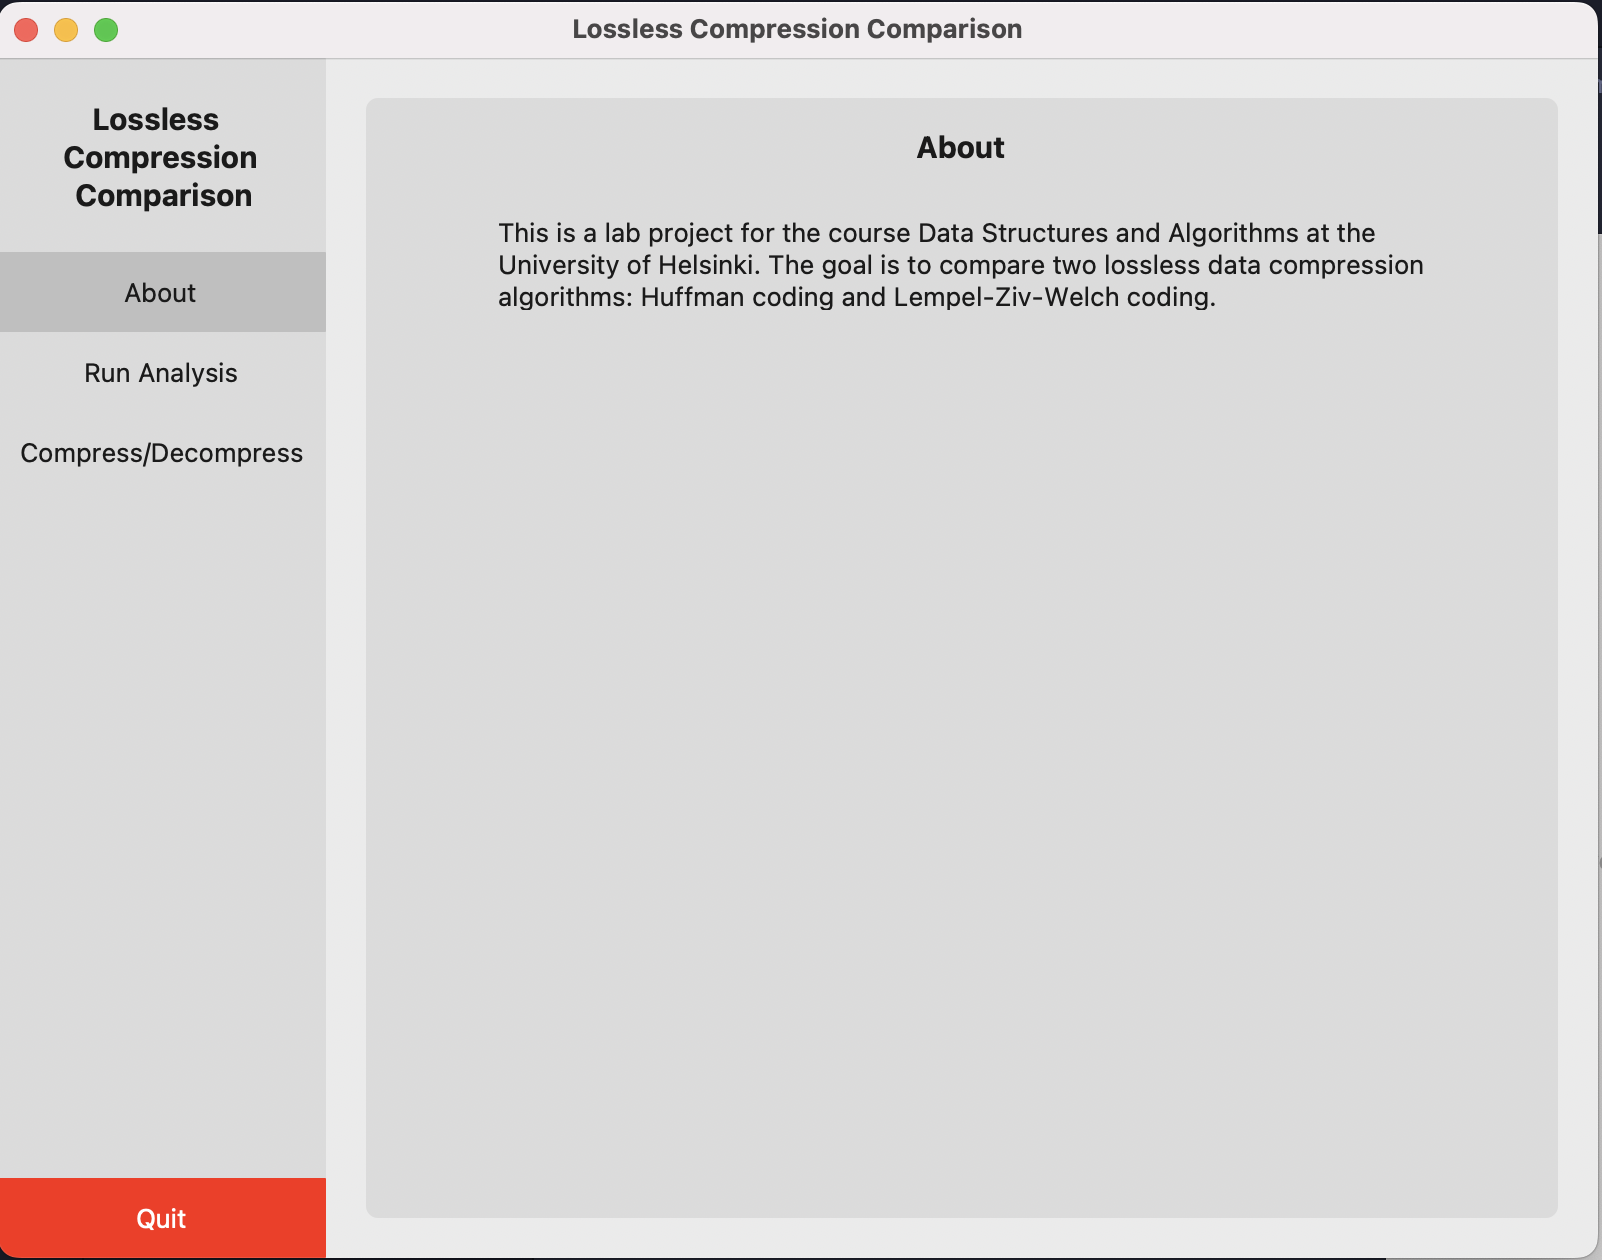 Lossless Compression Comparison
Lossless
Compression
Comparison
About
Run Analysis
Compress/Decompress
Quit
About
This is a lab project for the course Data Structures and Algorithms at the
University of Helsinki. The goal is to compare two lossless data compression
algorithms: Huffman coding and Lempel-Ziv-Welch coding.